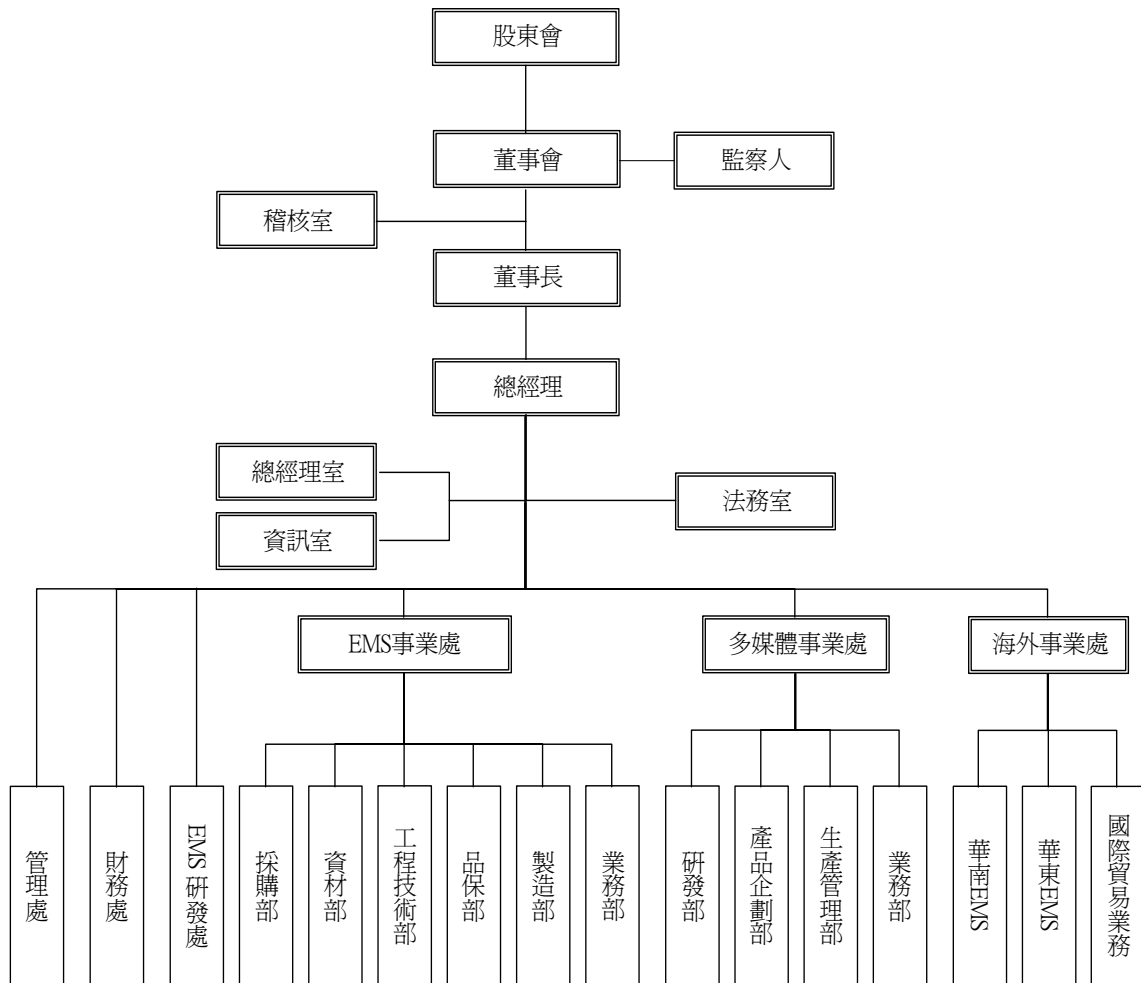 股東會
董事會
監察人
稽核室
董事長
總經理
總經理室
資訊室
法務室
EMS事業處
多媒體事業處
海外事業處
管理處
財務處
EMS 研發處
採購部
資材部
工程技術部
品保部
製造部
業務部
研發部
產品企劃部
生產管理部
業務部
華南EMS
華東EMS
國際貿易業務